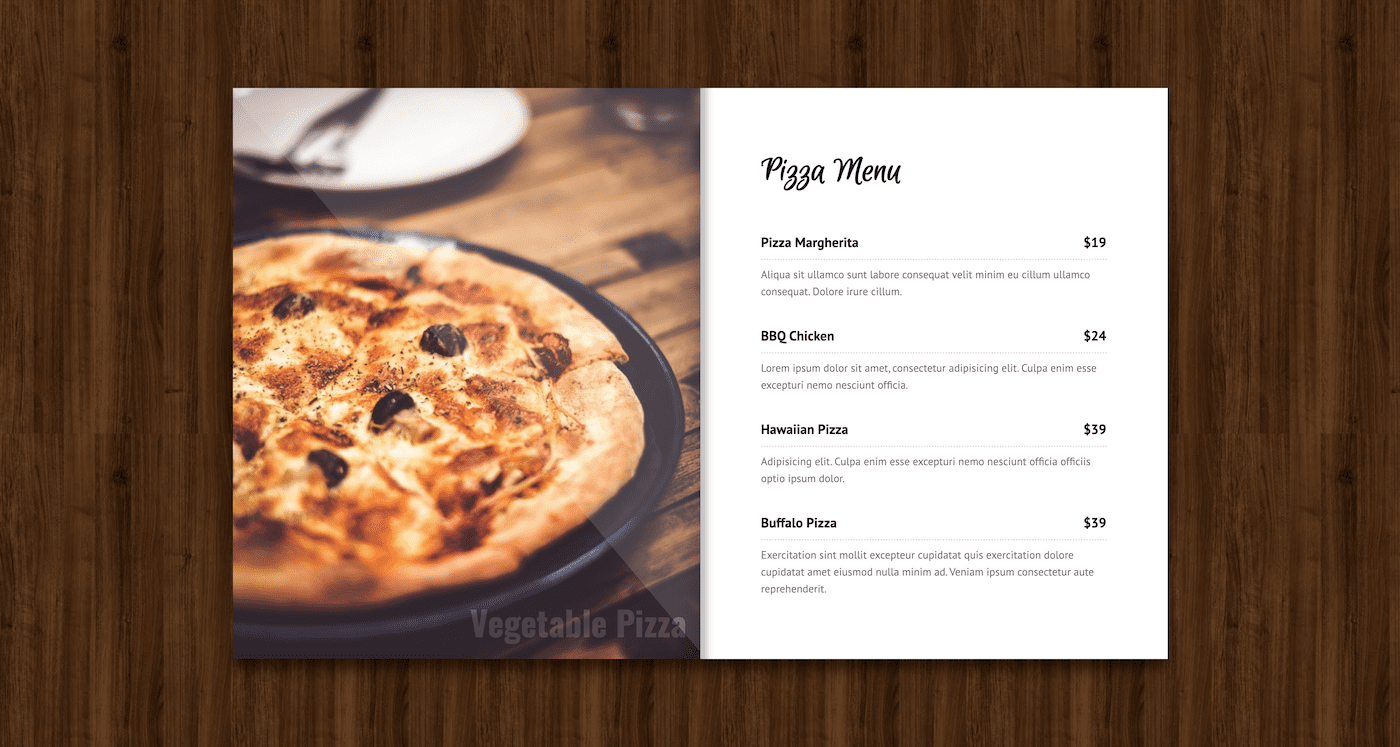 Vegetable Pizza
Pizza Menu
Pizza Margherita $19
Aliqua sit ullamco sunt labore consequat velit minim eu cillum ullamco
consequat. Dolore irure cillum.
BBQ Chicken $24
Lorem ipsum dolor sit amet, consectetur adipisicing elit. Culpa enim esse
excepturi nemo nesciunt officia.
Hawaiian Pizza $39
Adipisicing elit. Culpa enim esse excepturi nemo nesciunt officia officiis
optio ipsum dolor.
Buffalo Pizza $39
Exercitation sint mollit excepteur cupidatat quis exercitation dolore
cupidatat amet eiusmod nulla minim ad. Veniam ipsum consectetur aute
reprehenderit.